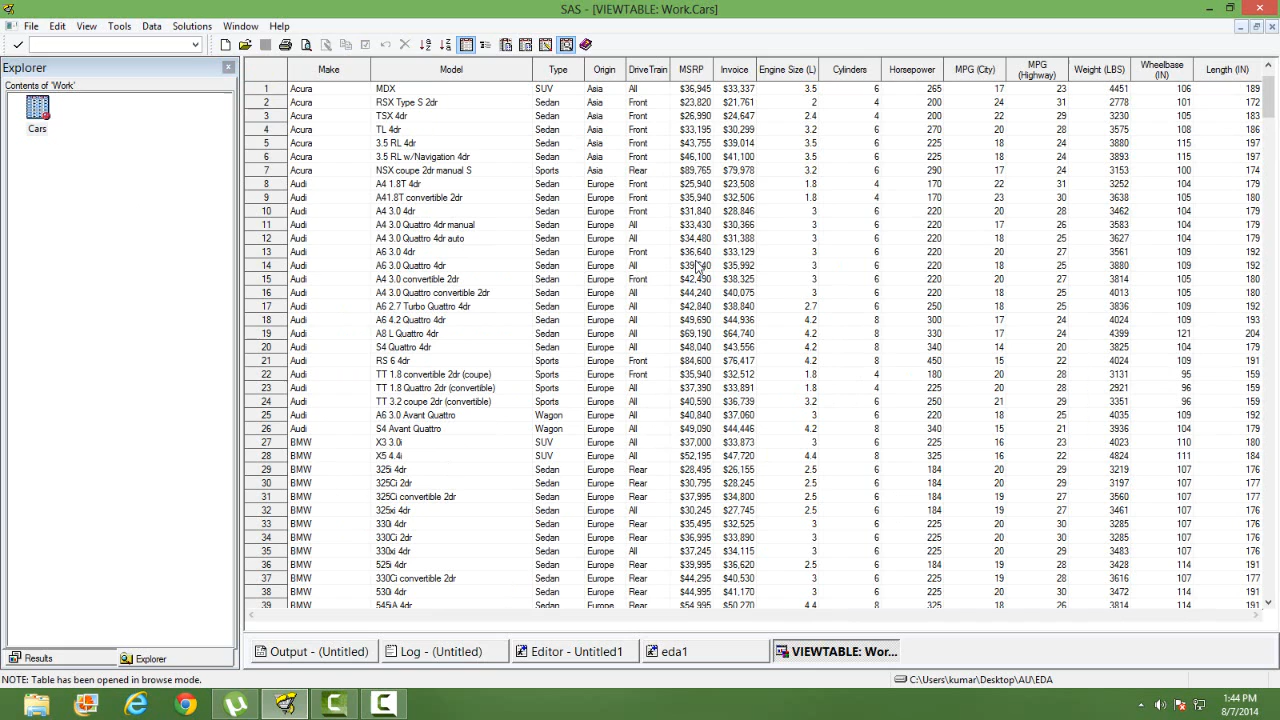 SAS - [VIEWTABLE: Work.Cars]
File Edit View Tools Data Solutions Window Help
Explorer
Contents of 'Work'
Cars
Make Model Type Origin DriveTrain MSRP Invoice Engine Size (L) Cylinders Horsepower MPG (City) MPG (Highway) Weight (LBS) Wheelbase (IN) Length (IN)
1 Acura MDX SUV Asia All $36,945 $33,337 3.5 6 265 17 23 4451 106 189
2 Acura RSX Type S 2dr Sedan Asia Front $23,820 $21,761 2 4 200 24 31 2778 101 172
3 Acura TSX 4dr Sedan Asia Front $26,990 $24,647 2.4 4 200 22 29 3230 105 183
4 Acura TL 4dr Sedan Asia Front $33,195 $30,299 3.2 6 270 20 28 3575 108 186
5 Acura 3.5 RL 4dr Sedan Asia Front $43,755 $39,014 3.5 6 225 18 24 3880 115 197
6 Acura 3.5 RL w/Navigation 4dr Sedan Asia Front $46,100 $41,100 3.5 6 225 18 24 3893 115 197
7 Acura NSX coupe 2dr manual S Sports Asia Rear $89,765 $79,978 3.2 6 290 17 24 3153 100 174
8 Audi A4 1.8T 4dr Sedan Europe Front $25,940 $23,508 1.8 4 170 22 31 3252 104 179
9 Audi A41.8T convertible 2dr Sedan Europe Front $35,940 $32,506 1.8 4 170 23 30 3638 105 180
10 Audi A4 3.0 4dr Sedan Europe Front $31,840 $28,846 3 6 220 20 28 3462 104 179
11 Audi A4 3.0 Quattro 4dr manual Sedan Europe All $33,430 $30,366 3 6 220 17 26 3583 104 179
12 Audi A4 3.0 Quattro 4dr auto Sedan Europe All $34,480 $31,388 3 6 220 18 25 3627 104 179
13 Audi A6 3.0 4dr Sedan Europe Front $36,640 $33,129 3 6 220 20 27 3561 109 192
14 Audi A6 3.0 Quattro 4dr Sedan Europe All $35,992 3 6 220 18 25 3880 109 192
15 Audi A4 3.0 convertible 2dr Sedan Europe Front $42,490 $38,325 3 6 220 20 27 3814 105 180
16 Audi A4 3.0 Quattro convertible 2dr Sedan Europe All $44,240 $40,075 3 6 220 18 25 4013 105 180
17 Audi A6 2.7 Turbo Quattro 4dr Sedan Europe All $42,840 $38,840 2.7 6 250 18 25 3836 109 192
18 Audi A6 4.2 Quattro 4dr Sedan Europe All $49,690 $44,936 4.2 8 300 17 24 4024 109 193
19 Audi A8 L Quattro 4dr Sedan Europe All $69,190 $64,740 4.2 8 330 17 24 4399 121 204
20 Audi S4 Quattro 4dr Sedan Europe All $48,040 $43,556 4.2 8 340 14 20 3825 104 179
21 Audi RS 6 4dr Sports Europe Front $84,600 $76,417 4.2 8 450 15 22 4024 109 191
22 Audi TT 1.8 convertible 2dr (coupe) Sports Europe Front $35,940 $32,512 1.8 4 180 20 28 3131 95 159
23 Audi TT 1.8 Quattro 2dr (convertible) Sports Europe All $37,390 $33,891 1.8 4 225 20 28 2921 96 159
24 Audi TT 3.2 coupe 2dr (convertible) Sports Europe All $40,590 $36,739 3.2 6 250 21 29 3351 96 159
25 Audi A6 3.0 Avant Quattro Wagon Europe All $40,840 $37,060 3 6 220 18 25 4035 109 192
26 Audi S4 Avant Quattro Wagon Europe All $49,090 $44,446 4.2 8 340 15 21 3936 104 179
27 BMW X3 3.0i SUV Europe All $37,000 $33,873 3 6 225 16 23 4023 110 180
28 BMW X5 4.4i SUV Europe All $52,195 $47,720 4.4 8 325 16 22 4824 111 184
29 BMW 325i 4dr Sedan Europe Rear $28,495 $26,155 2.5 6 184 20 29 3219 107 176
30 BMW 325Ci 2dr Sedan Europe Rear $30,795 $28,245 2.5 6 184 20 29 3197 107 177
31 BMW 325Ci convertible 2dr Sedan Europe Rear $37,995 $34,800 2.5 6 184 19 27 3560 107 177
32 BMW 325xi 4dr Sedan Europe All $30,245 $27,745 2.5 6 184 19 27 3461 107 176
33 BMW 330i 4dr Sedan Europe Rear $35,495 $32,525 3 6 225 20 30 3285 107 176
34 BMW 330Ci 2dr Sedan Europe Rear $36,995 $33,890 3 6 225 20 30 3285 107 176
35 BMW 330xi 4dr Sedan Europe All $37,245 $34,115 3 6 225 20 29 3483 107 176
36 BMW 525i 4dr Sedan Europe Rear $39,995 $36,620 2.5 6 184 19 28 3428 114 191
37 BMW 330Ci convertible 2dr Sedan Europe Rear $44,295 $40,530 3 6 225 19 28 3616 107 177
38 BMW 530i 4dr Sedan Europe Rear $44,995 $41,170 3 6 225 20 30 3472 114 191
39 BMW 545iA 4dr Sedan Europe Rear $54,995 $50,270 4.4 8 325 18 26 3814 114 191
Results Explorer
Output - (Untitled) Log - (Untitled) Editor - Untitled1 eda1 VIEWTABLE: Wor...
NOTE: Table has been opened in browse mode. C:\Users\kumar\Desktop\AU\EDA
1:44 PM
8/7/2014